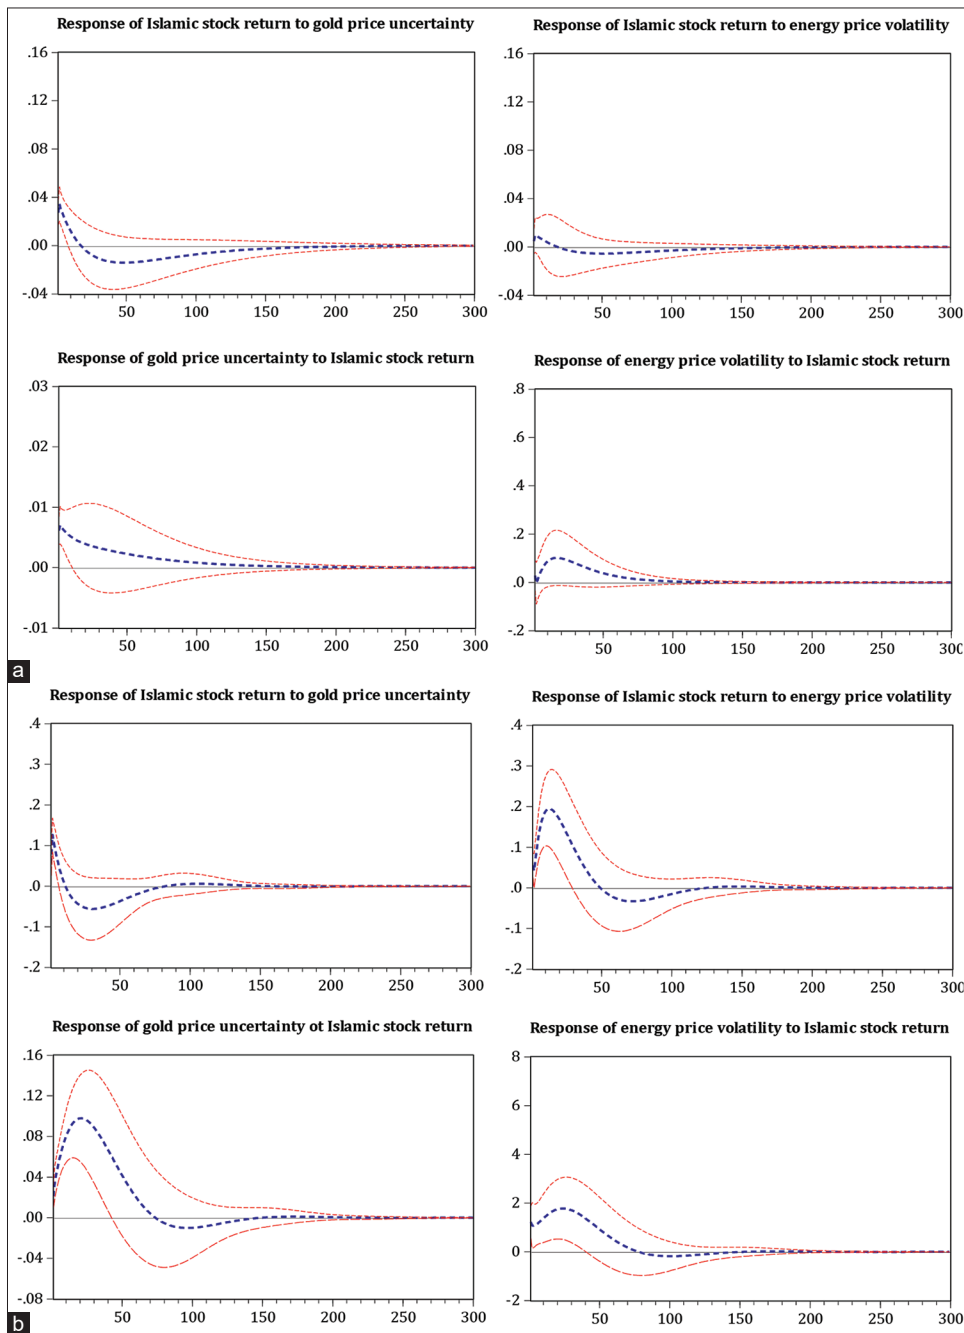 Response of Islamic stock return to gold price uncertainty
.16
.12
.08
.04
.00
-.04
50 100 150 200 250 300
Response of Islamic stock return to energy price volatility
.16
.12
.08
.04
.00
-.04
50 100 150 200 250 300
Response of gold price uncertainty to Islamic stock return
.03
.02
.01
.00
-.01
50 100 150 200 250 300
Response of energy price volatility to Islamic stock return
.8
.6
.4
.2
.0
-.2
50 100 150 200 250 300
a
Response of Islamic stock return to gold price uncertainty
.4
.3
.2
.1
.0
-.1
-.2
50 100 150 200 250 300
Response of Islamic stock return to energy price volatility
.4
.3
.2
.1
.0
-.1
-.2
50 100 150 200 250 300
Response of gold price uncertainty ot Islamic stock return
.16
.12
.08
.04
.00
-.04
-.08
50 100 150 200 250 300
Response of energy price volatility to Islamic stock return
8
6
4
2
0
-2
50 100 150 200 250 300
b